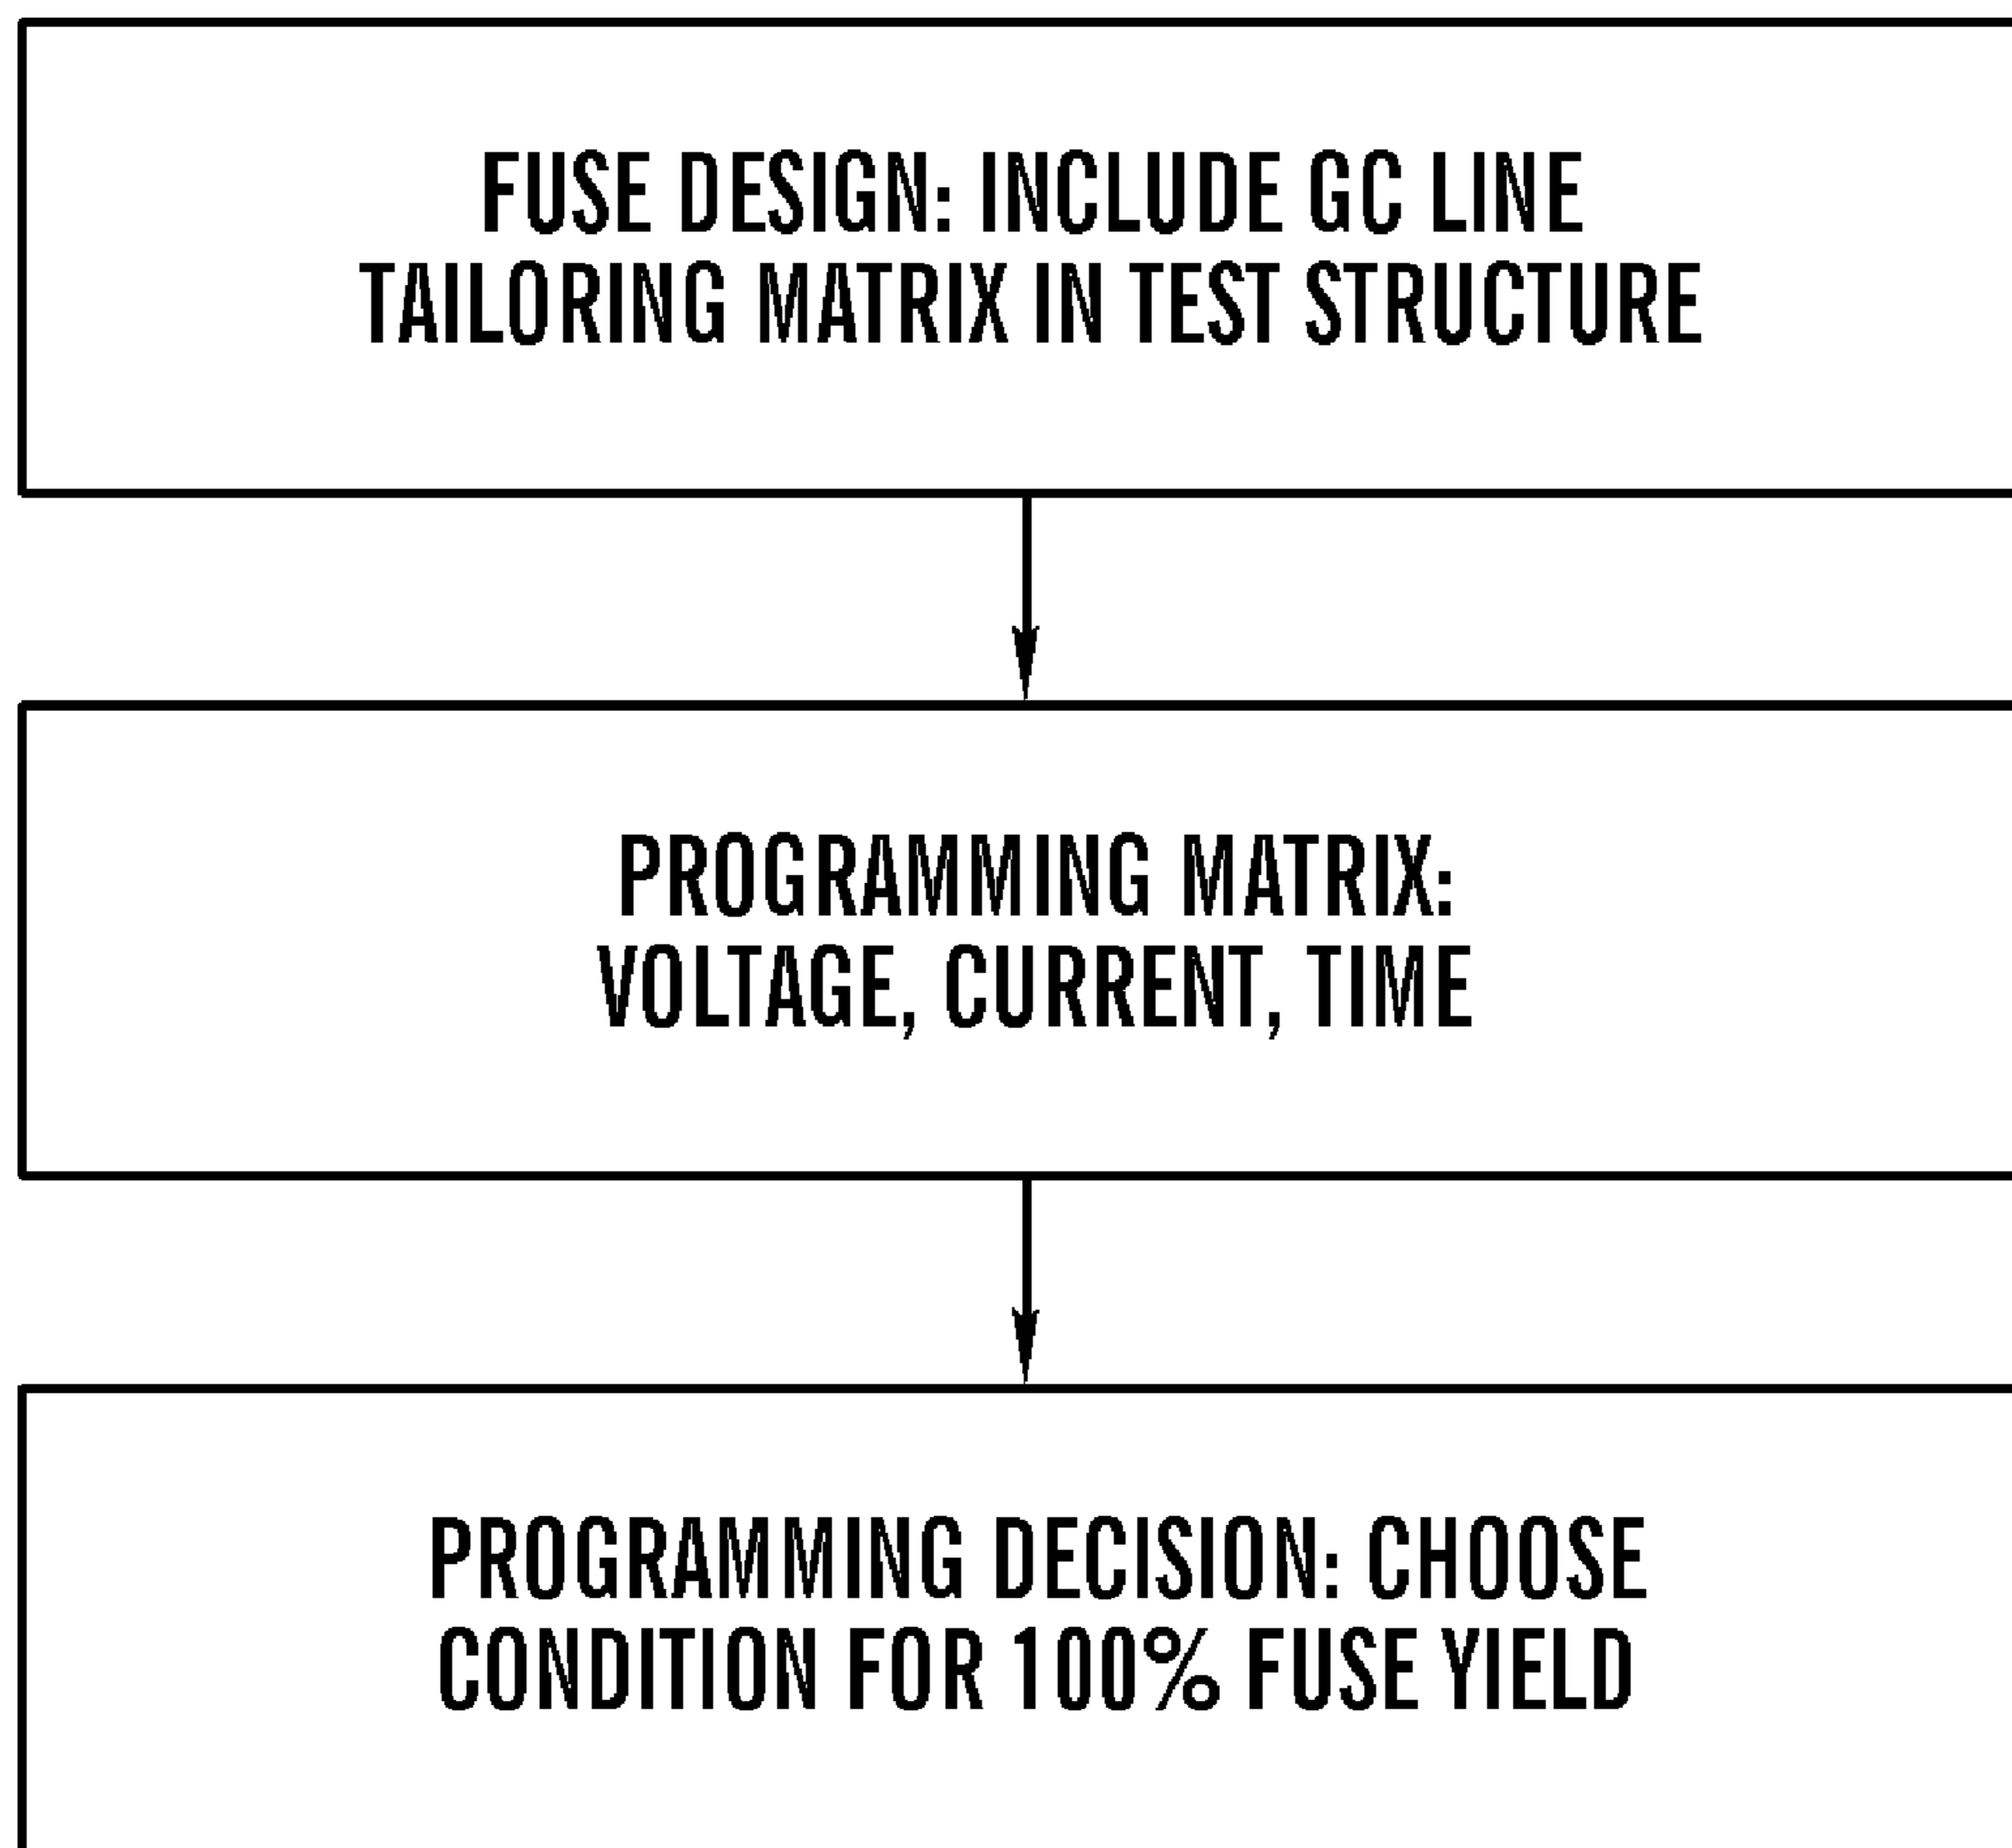 FUSE DESIGN: INCLUDE GC LINE
TAILORING MATRIX IN TEST STRUCTURE
PROGRAMMING MATRIX:
VOLTAGE, CURRENT, TIME
PROGRAMMING DECISION: CHOOSE
CONDITION FOR 100% FUSE YIELD